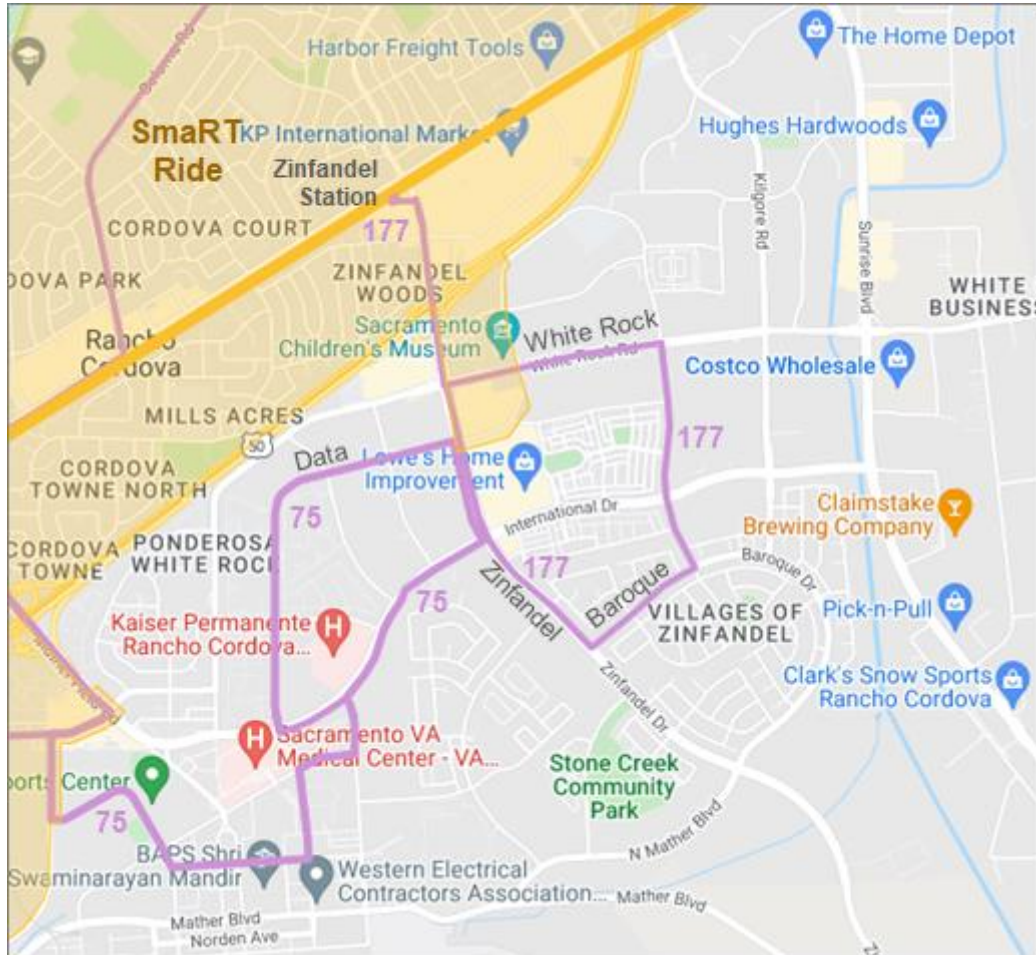 Harbor Freight Tools
The Home Depot
SmaRT
Ride
KP International Market
Hughes Hardwoods
Zinfandel
Station
177
CORDOVA COURT
Kilgore Rd
Sunrise Blvd
DOVA PARK
ZINFANDEL
WOODS
WHITE
BUSINESS
Rancho
Cordova
Sacramento
Children's Museum
White Rock
White Rock Rd
Costco Wholesale
MILLS ACRES
50
Data
177
CORDOVA
TOWNE NORTH
Lowe's Home
Improvement
75
International Dr
Claimstake
Brewing Company
CORDOVA
TOWNE
PONDEROSA
WHITE ROCK
177
Zinfandel
Baroque
Baroque Dr
75
VILLAGES OF
ZINFANDEL
Pick-n-Pull
Kaiser Permanente
Rancho Cordova...
Zinfandel Dr
Clark's Snow Sports
Rancho Cordova
Sacramento VA
Medical Center - VA...
Stone Creek
Community
Park
ports Center
75
BAPS Shri
Swaminarayan Mandir
N Mather Blvd
Western Electrical
Contractors Association...
Mather Blvd
Mather Blvd
Norden Ave